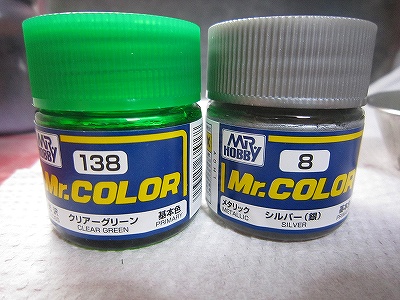 MR
HOBBY
138
Mr.COLOR
クリアーグリーン
CLEAR GREEN
基本色
PRIMARY
MR
HOBBY
8
Mr.COLOR
メタリック
METALLIC
シルバー(銀)
SILVER